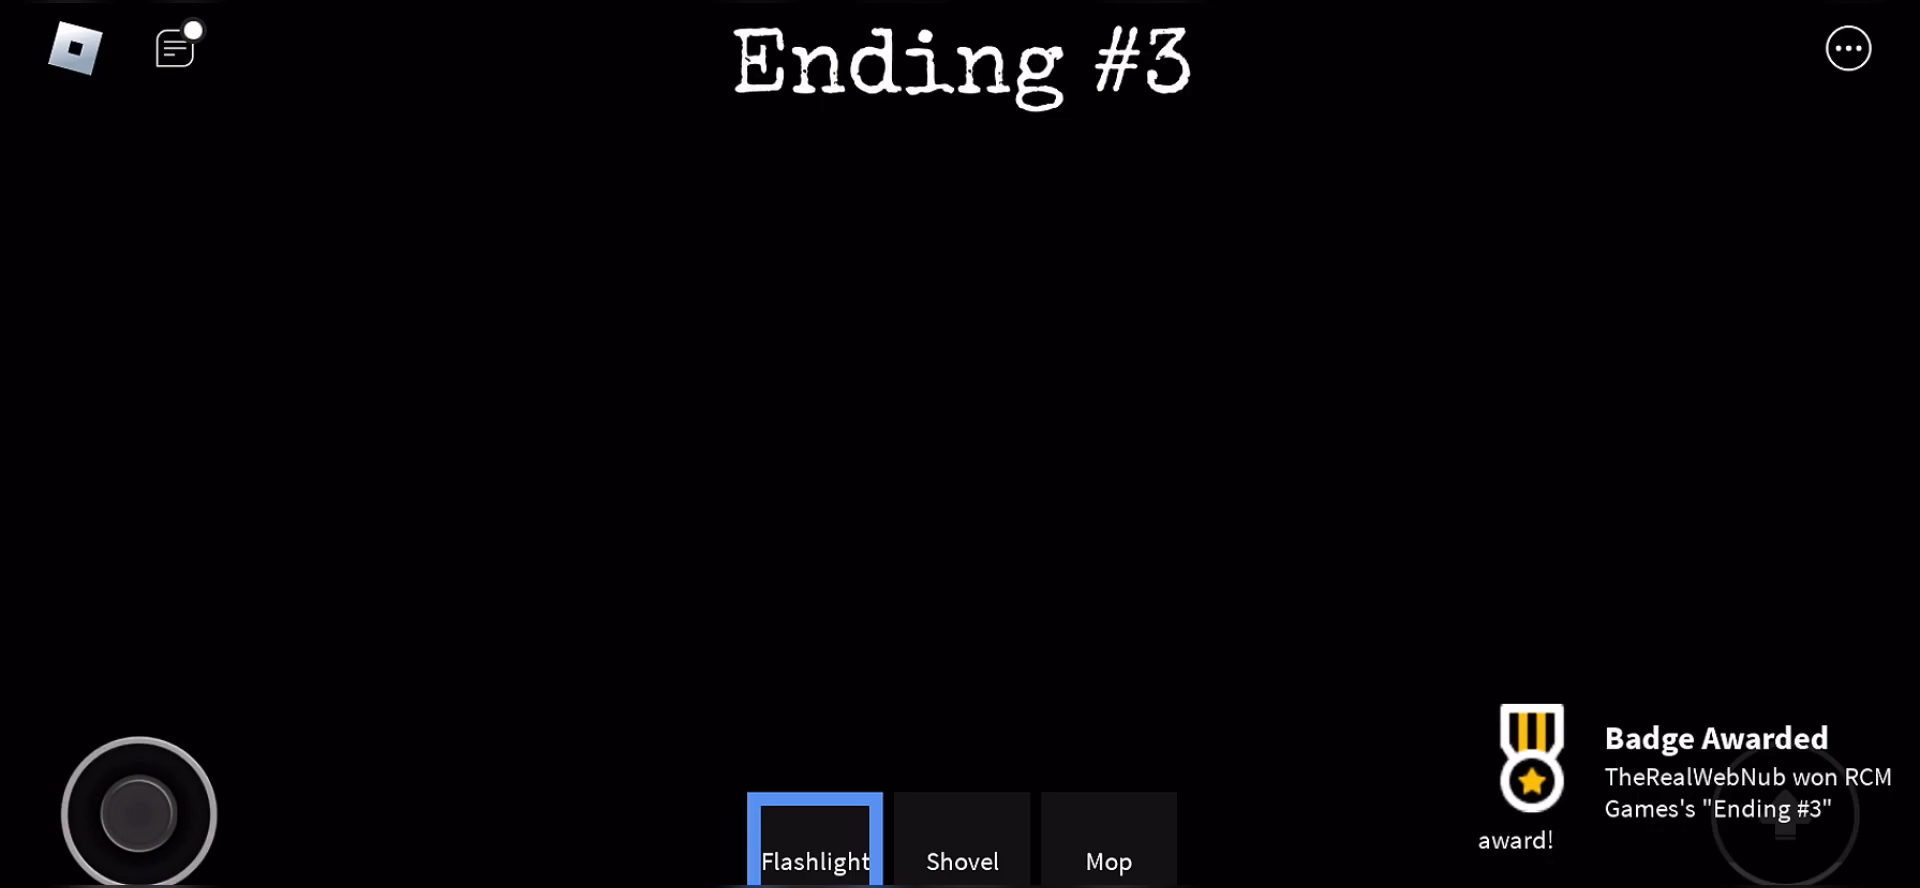 Ending #3
Badge Awarded
TheRealWebNub won RCM
Games's "Ending #3"
award!
Flashlight
Shovel
Mop